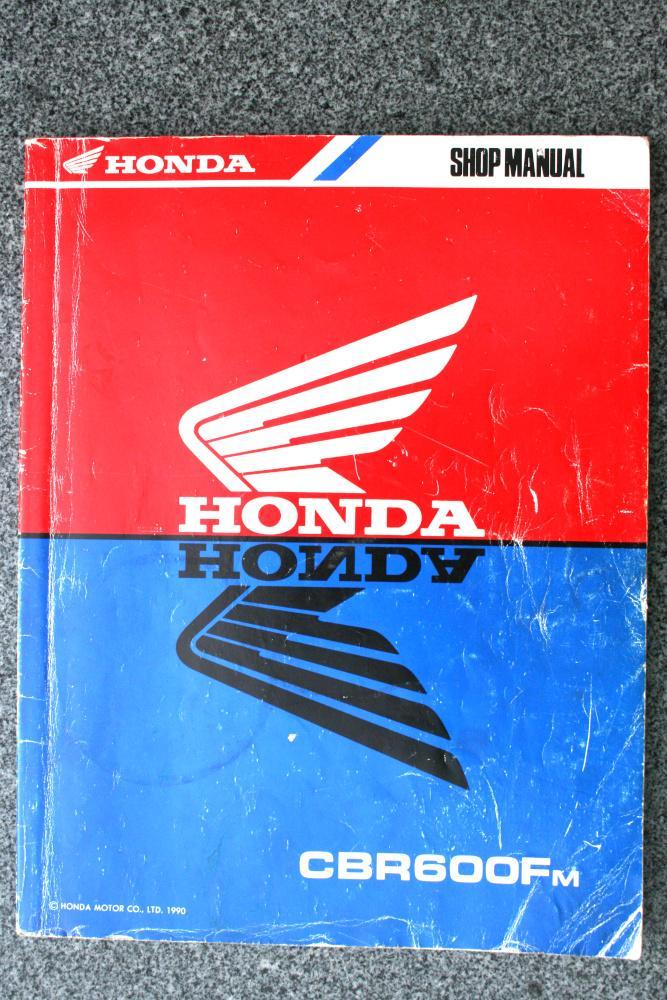 HONDA
SHOP MANUAL
HONDA
HONDA
CBR600FM
© HONDA MOTOR CO., LTD. 1990